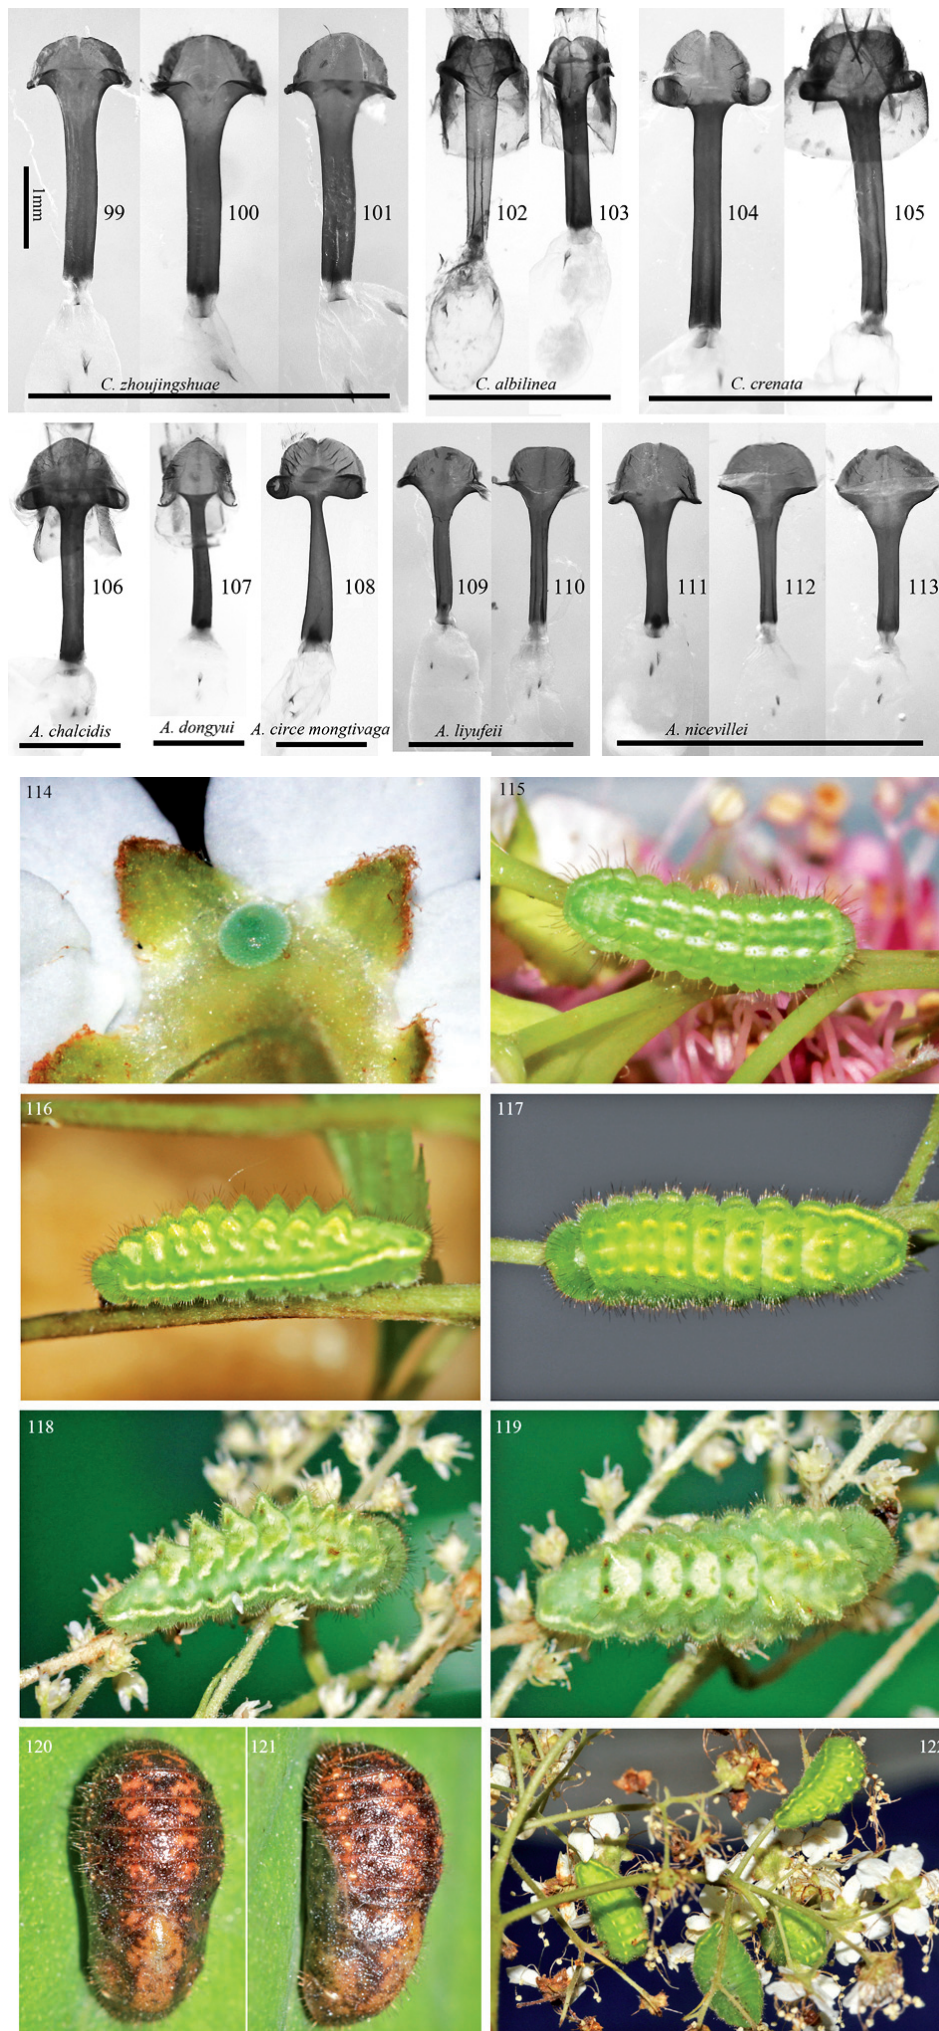 99 100 101 102 103 104 105
1mm
C. zhoujingshuae C. albilinea C. crenata
106 107 108 109 110 111 112 113
A. chalcidis A. dongyui A. circe mongtivaga A. liyufeii A. nicevillei
114 115
116 117
118 119
120 121 122